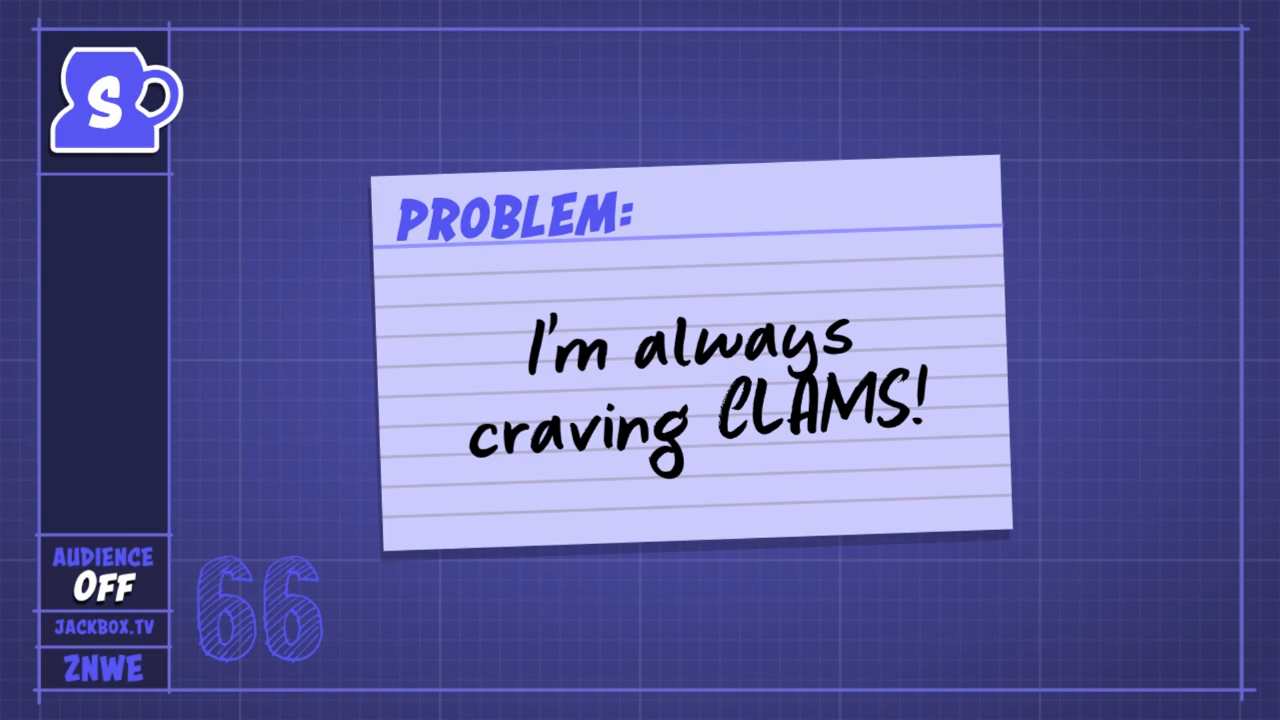 S
PROBLEM:
I'm always
craving CLAMS!
AUDIENCE
OFF
JACKBOX.TV
ZNWE
66